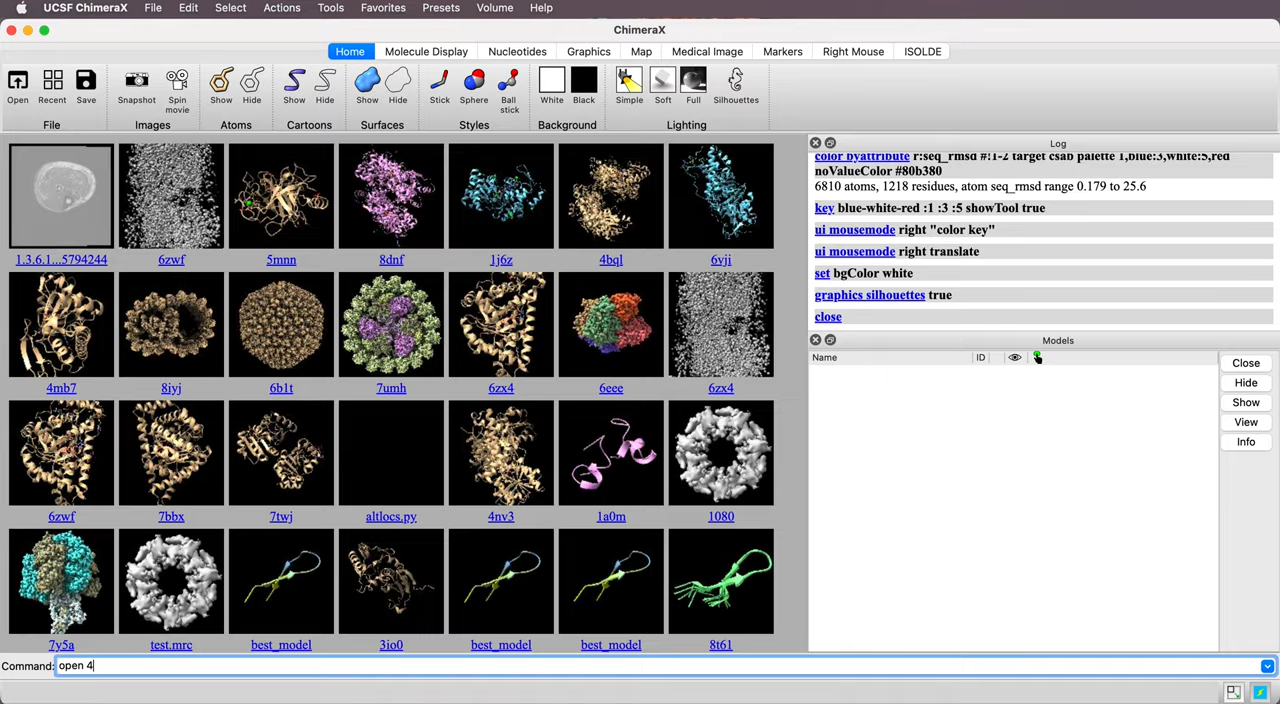 UCSF ChimeraX File Edit Select Actions Tools Favorites Presets Volume Help
ChimeraX
Home Molecule Display Nucleotides Graphics Map Medical Image Markers Right Mouse ISOLDE
Open Recent Save Snapshot Spin movie Show Hide Show Hide Show Hide Stick Sphere Ball stick White Black Simple Soft Full Silhouettes
File Images Atoms Cartoons Surfaces Styles Background Lighting
Log
color byattribute r:seq_rmsd #!1-2 target csab palette 1,blue:3,white:5,red
noValueColor #80b380
6810 atoms, 1218 residues, atom seq_rmsd range 0.179 to 25.6
key blue-white-red :1 :3 :5 showTool true
ui mousemode right "color key"
ui mousemode right translate
set bgColor white
graphics silhouettes true
close
1.3.6.1...5794244 6zwf 5mnn 8dnf 1j6z 4bql 6vji
4mb7 8iyj 6b1t 7umh 6zx4 6eee 6zx4
6zwf 7bbx 7twj altlocs.py 4nv3 1a0m 1080
7y5a test.mrc best_model 3io0 best_model best_model 8t61
Models
Name ID
Close
Hide
Show
View
Info
Command: open 4